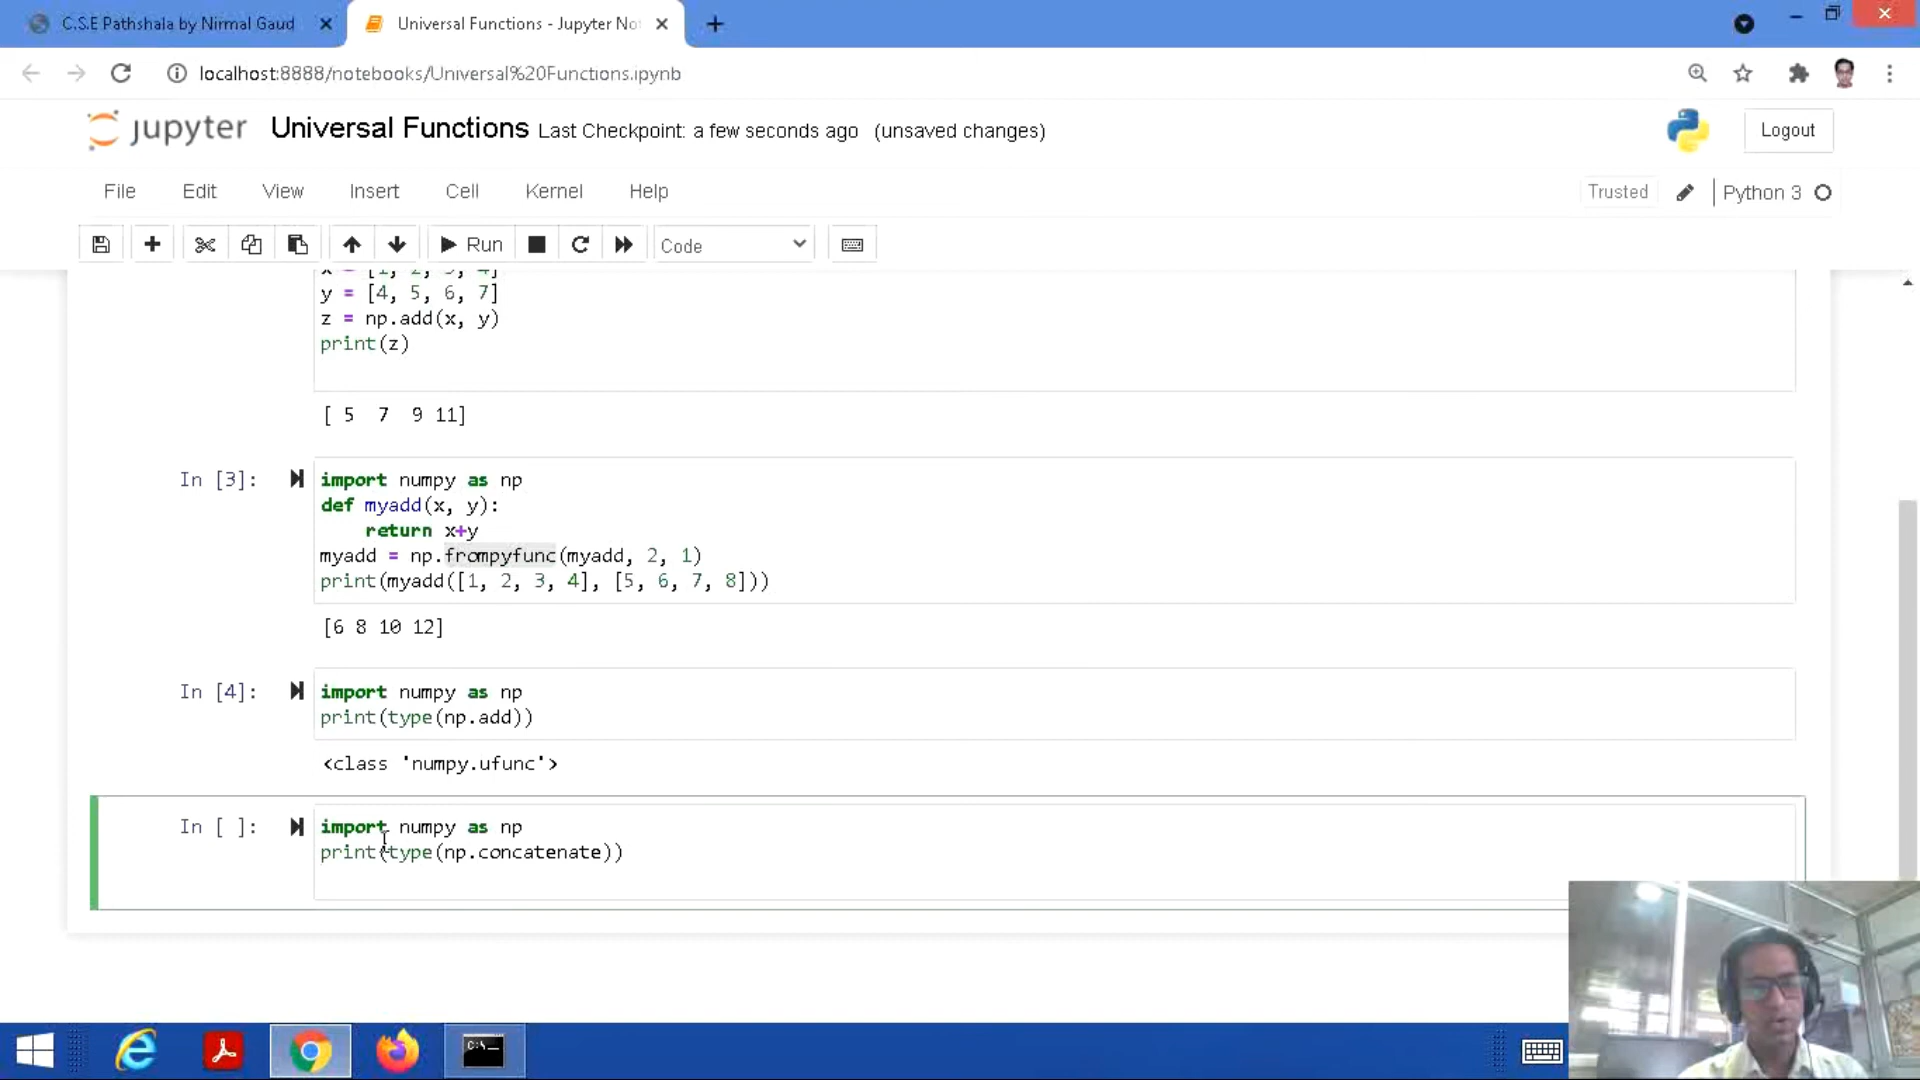 C.S.E Pathshala by Nirmal Gaud
Universal Functions - Jupyter No
localhost:8888/notebooks/Universal%20Functions.ipynb
jupyter Universal Functions Last Checkpoint: a few seconds ago (unsaved changes)
Logout
File Edit View Insert Cell Kernel Help
Trusted
Python 3
Run
Code
x = [1, 2, 3, 4]
y = [4, 5, 6, 7]
z = np.add(x, y)
print(z)
[ 5  7  9 11]
In [3]:
import numpy as np
def myadd(x, y):
    return x+y
myadd = np.frompyfunc(myadd, 2, 1)
print(myadd([1, 2, 3, 4], [5, 6, 7, 8]))
[6 8 10 12]
In [4]:
import numpy as np
print(type(np.add))
<class 'numpy.ufunc'>
In [ ]:
import numpy as np
print(type(np.concatenate))
C:\_